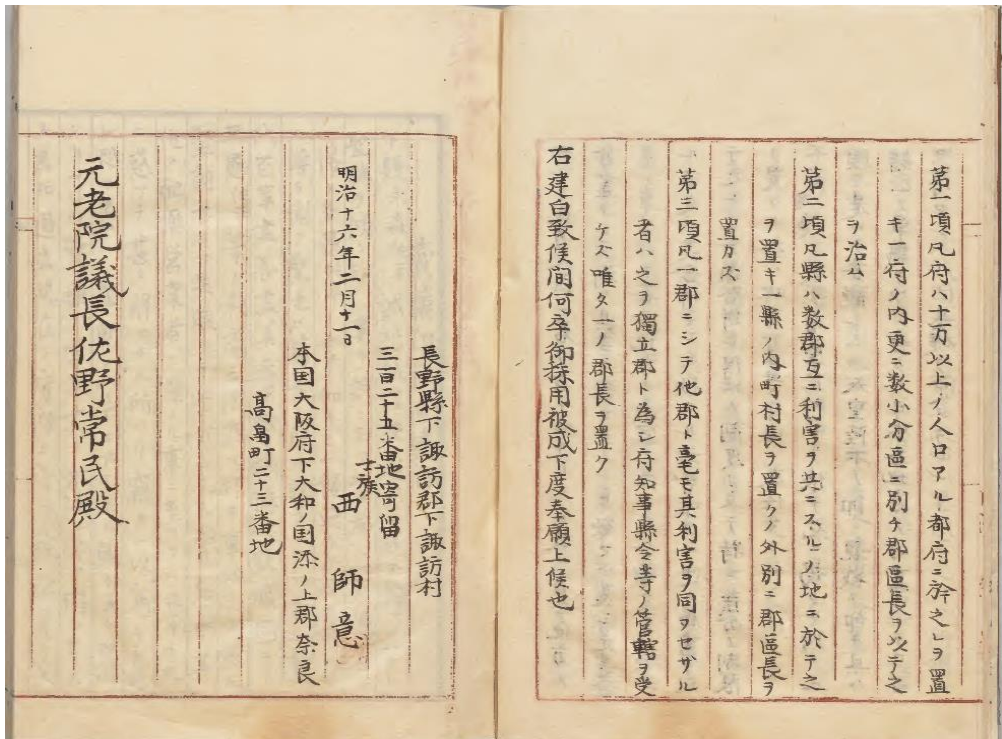 第一項凡府ハ十万以上ノ人口アル都府ニ於之レヲ置
キ一府ノ内更ニ数小分區ニ別チ郡區長ヲ以テ之
ヲ治ム
第二項凡縣ハ数郡互ニ利害ヲ共ニスルノ地ニ於テ之
ヲ置キ一縣ノ内町村長ヲ置クノ外別ニ郡區長ヲ
置カス
第三項凡一郡ニシテ他郡ト毫モ其利害ヲ同フセザル
者ハ之ヲ獨立郡ト為シ府知事縣令等ノ管轄ヲ受
ケズ唯タ一ノ郡長ヲ置ク
右建白致候間何卒御採用被成下度奉願上候也
長野縣下諏訪郡下諏訪村
三百二十五番地寄留
士族 西師意
明治十六年二月十一日
本国大阪府下大和ノ国添ノ上郡奈良
高畠町二十三番地
元老院議長佐野常民殿